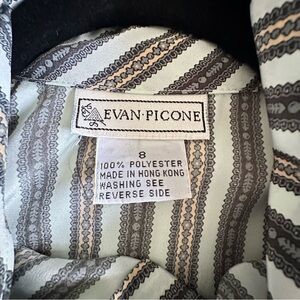 EVAN-PICONE
8
100% POLYESTER
MADE IN HONG KONG
WASHING SEE
REVERSE SIDE